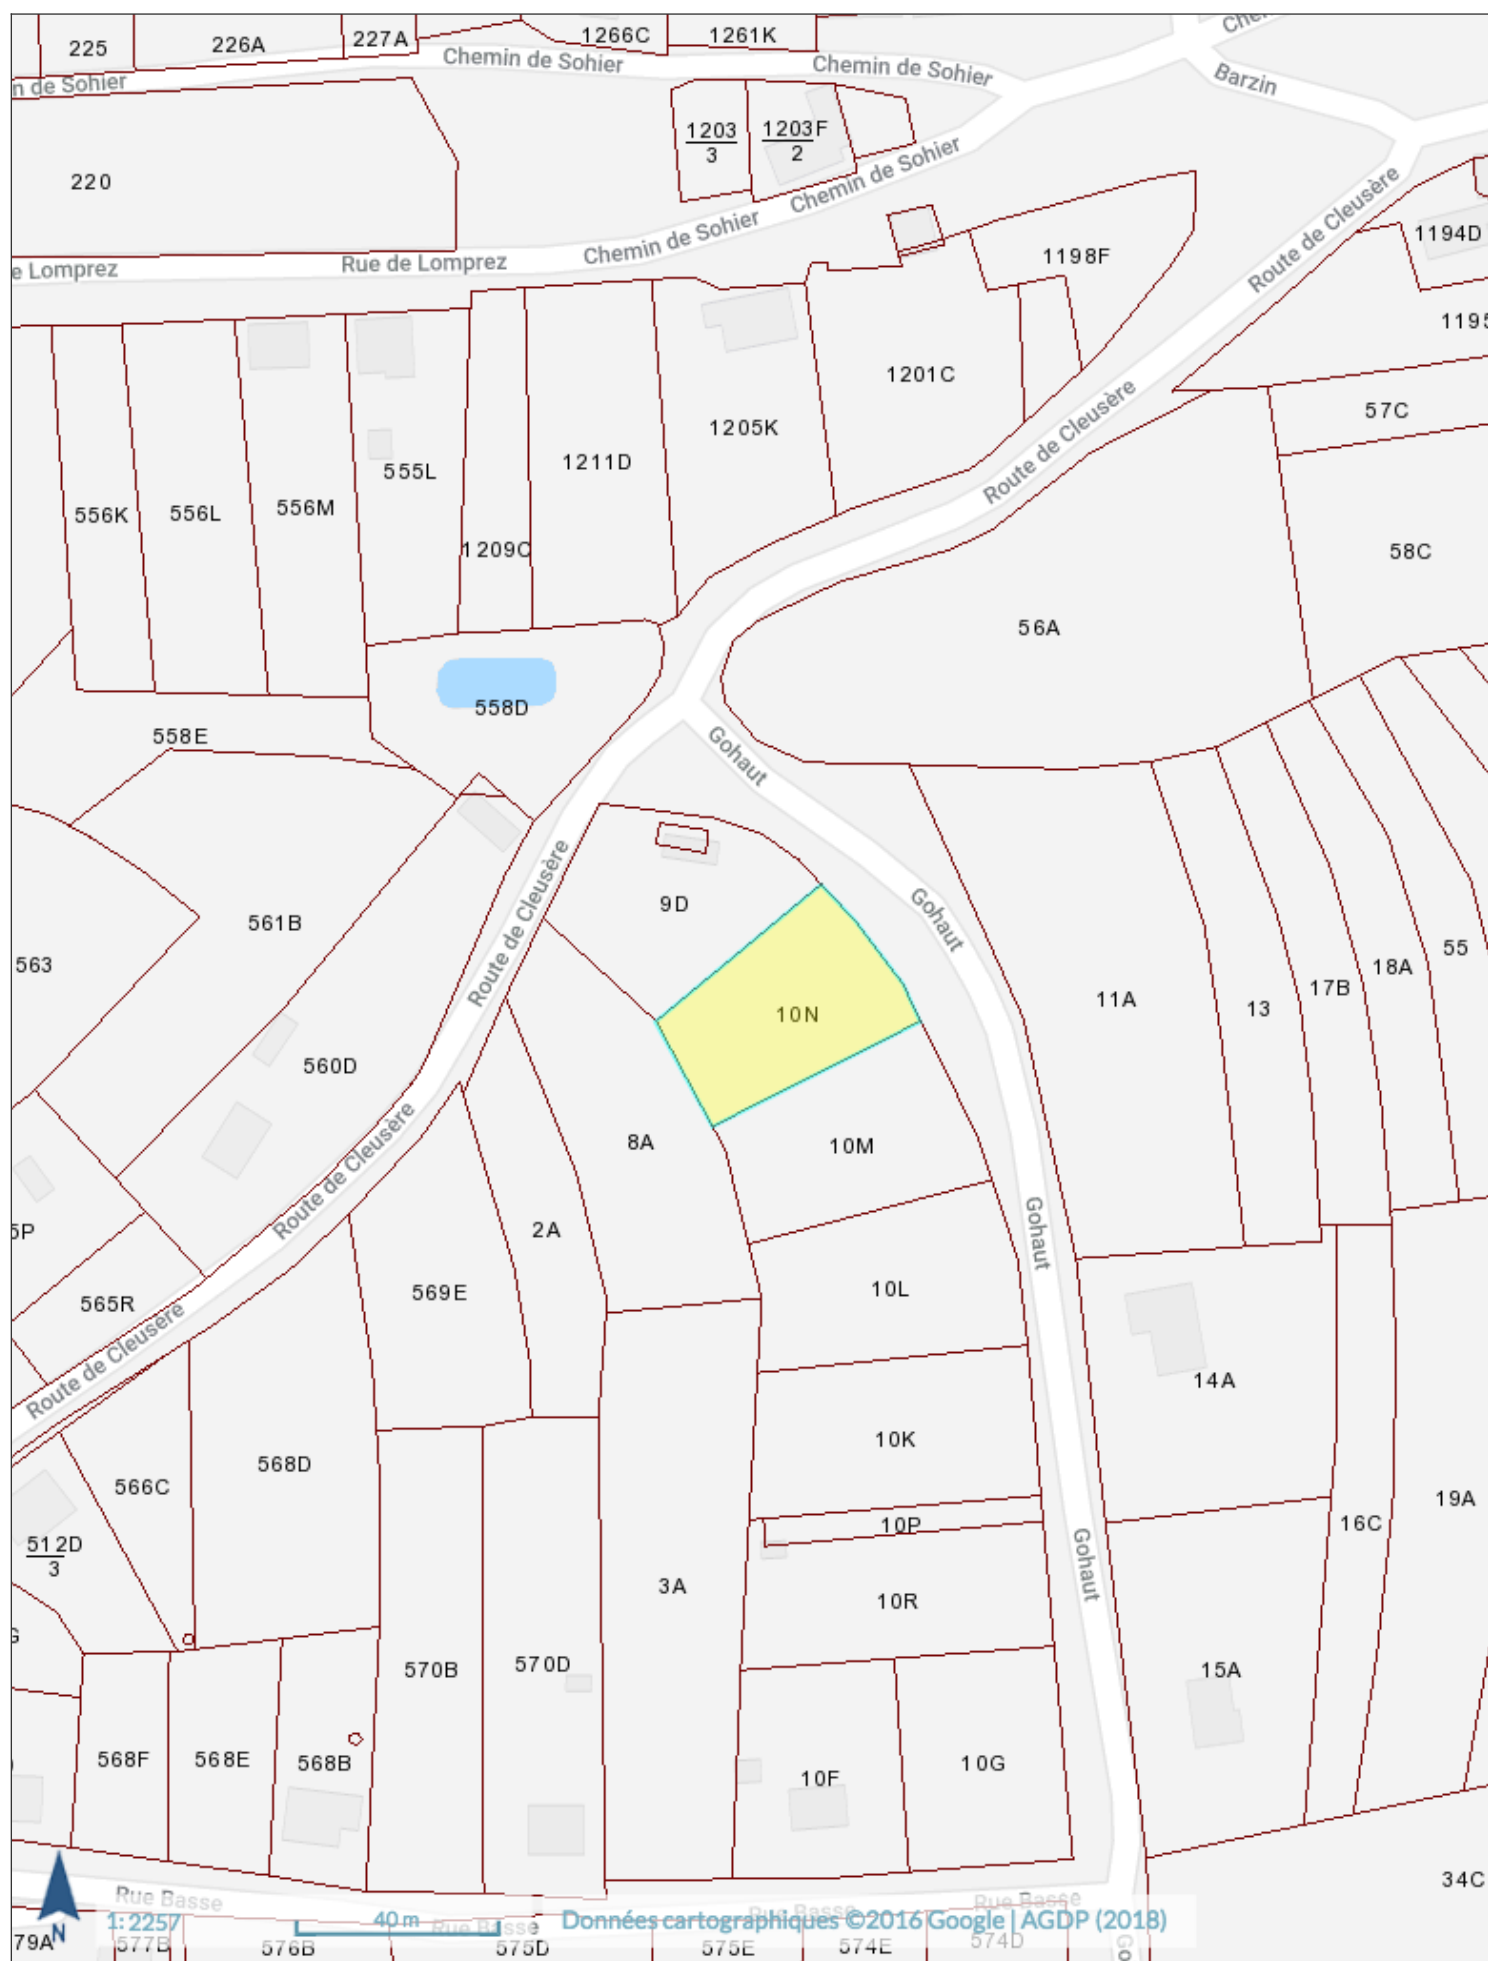 225
226A
227A
1266C
1261K
Chemin de Sohier
Chemin de Sohier
n de Sohier
Barzin
1203
3
1203F
2
Chemin de Sohier
220
Chemin de Sohier
Rue de Lomprez
e Lomprez
1198F
Route de Cleusère
1194D
1195
1201C
57C
1205K
Route de Cleusère
1211D
555L
556M
556L
556K
1209C
58C
56A
558D
558E
Gohaut
9D
Route de Cleusère
561B
Gohaut
563
55
18A
17B
13
11A
10N
560D
8A
10M
Route de Cleusère
5P
2A
Gohaut
569E
10L
565R
Route de Cleusère
14A
10K
568D
566C
19A
16C
10P
512D
3
Gohaut
3A
10R
570B
570D
15A
568F
568E
568B
10F
10G
34C
Rue Basse
Rue Basse
Rue Basse
Rue Basse
N
1: 2257
40 m
Données cartographiques ©2016 Google | AGDP (2018)
79A
577B
576B
575D
575E
574E
574D
Go